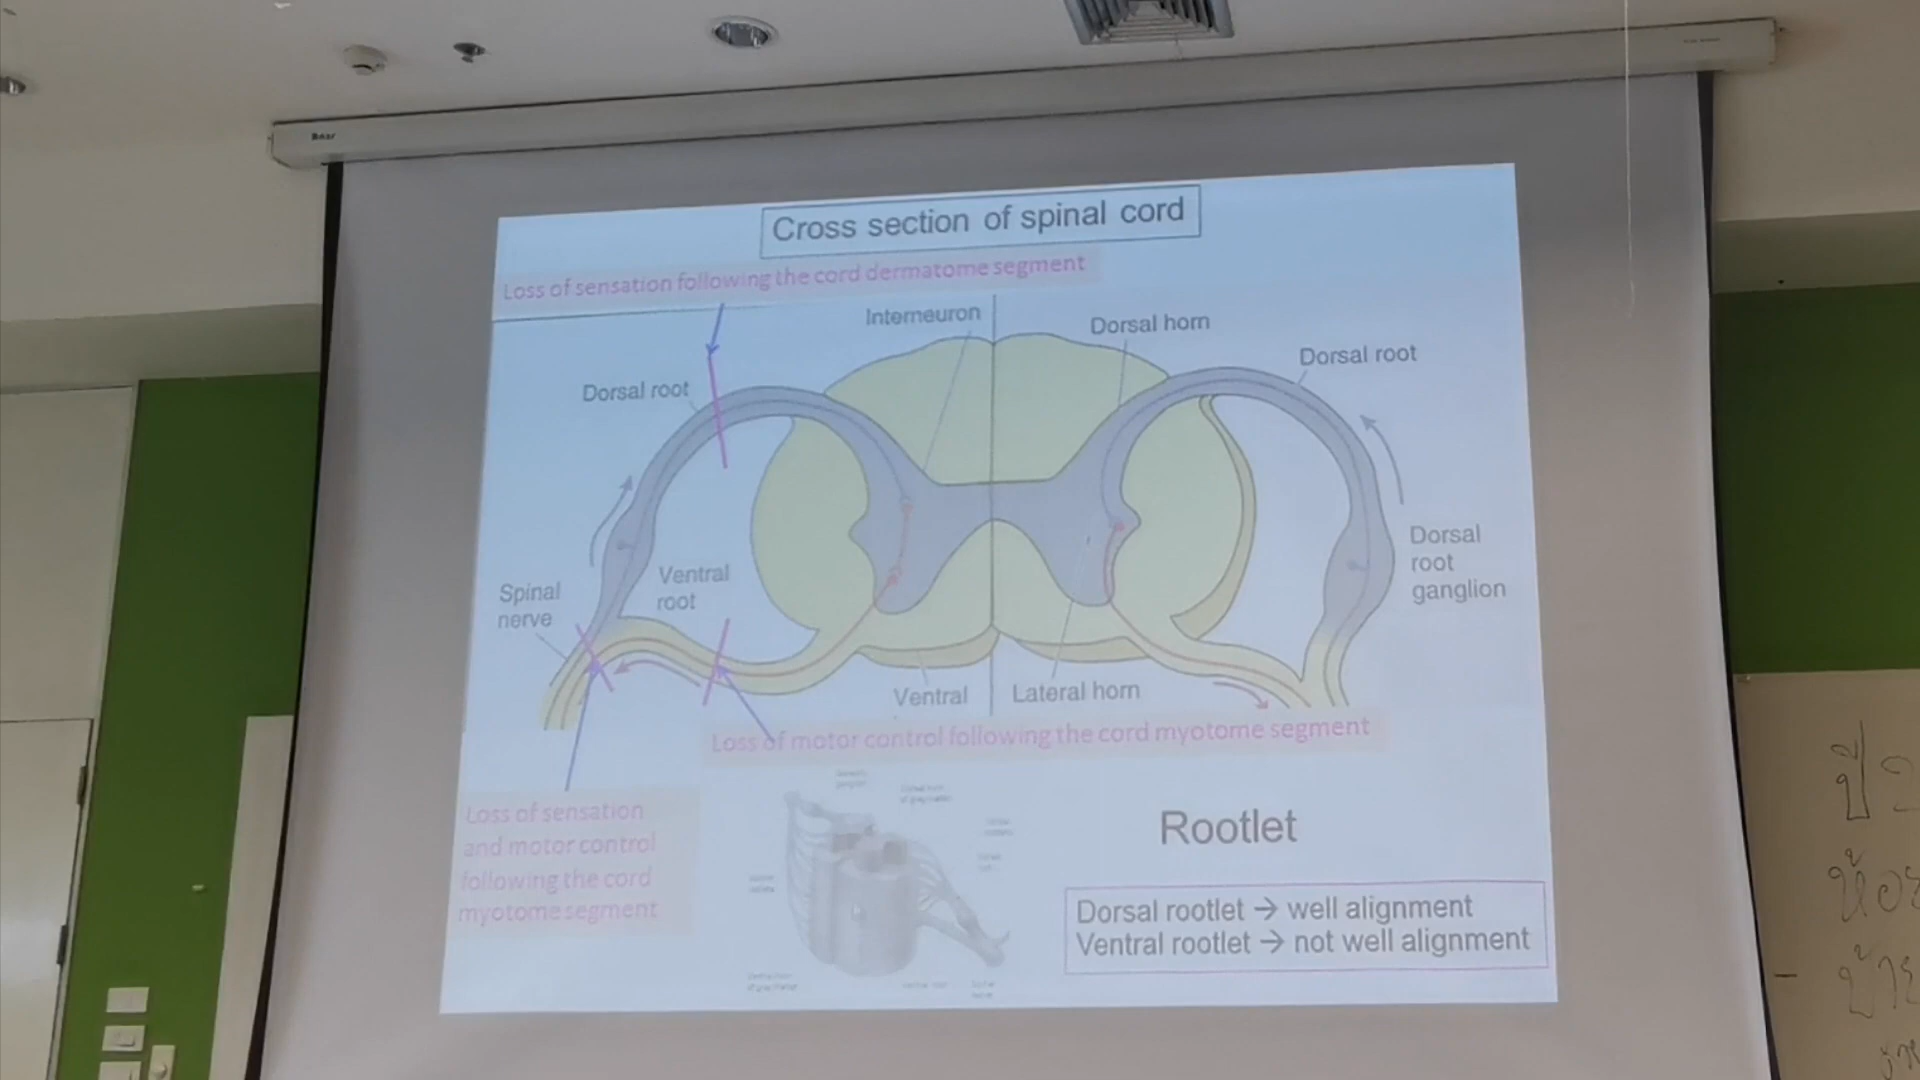 Cross section of spinal cord
Loss of sensation following the cord dermatome segment
Interneuron
Dorsal horn
Dorsal root
Dorsal root
Dorsal
root
ganglion
Ventral
root
Spinal
nerve
Ventral
Lateral horn
Loss of motor control following the cord myotome segment
Loss of sensation
and motor control
following the cord
myotome segment
Rootlet
Dorsal rootlet → well alignment
Ventral rootlet → not well alignment